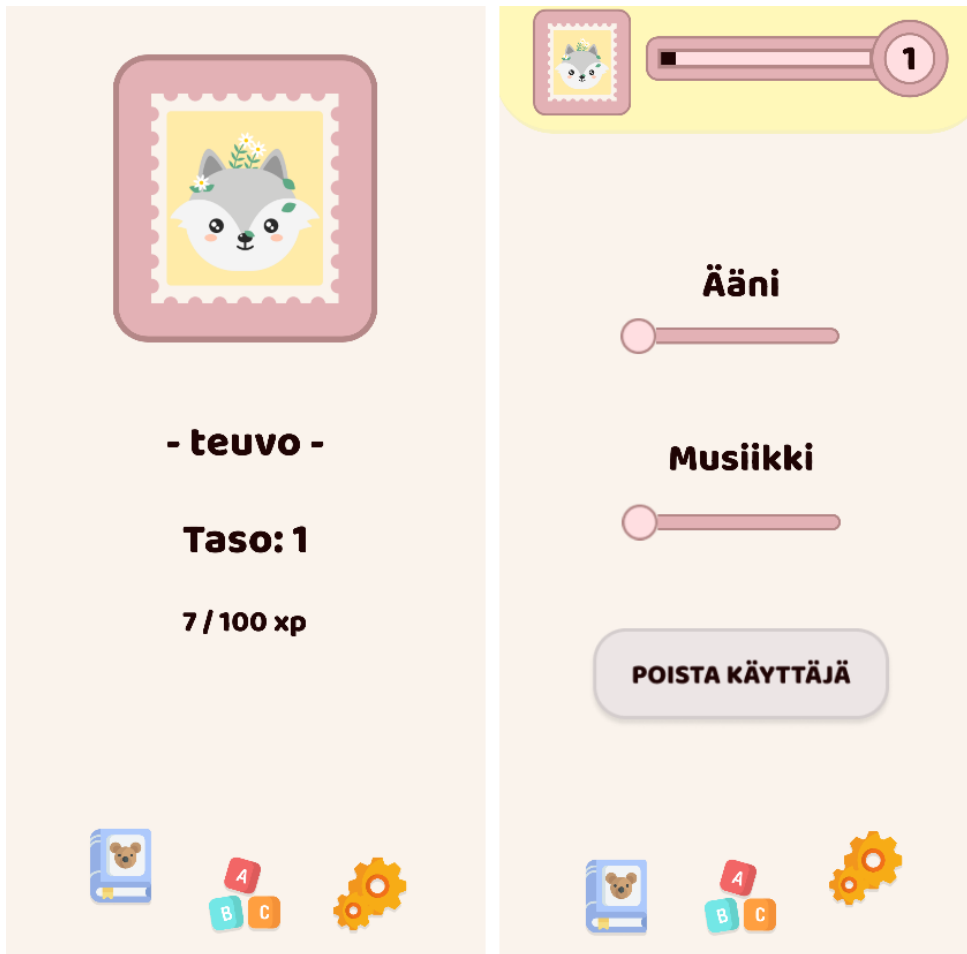 - teuvo -
Taso: 1
7 / 100 xp
A
B C
1
Ääni
Musiikki
POISTA KÄYTTÄJÄ
A
B C